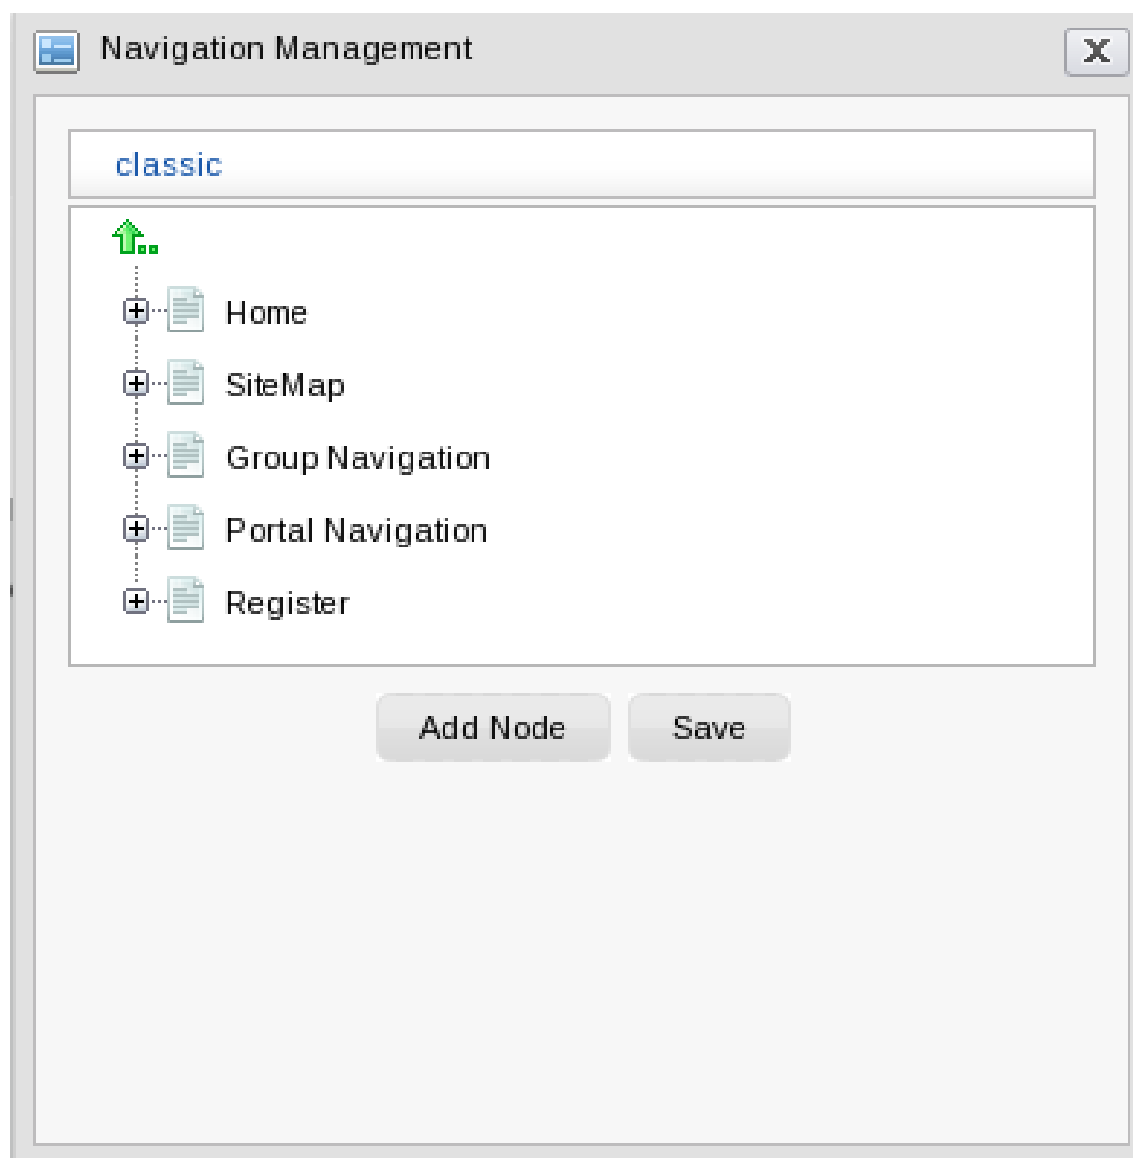 Navigation Management
X
classic
Home
SiteMap
Group Navigation
Portal Navigation
Register
Add Node
Save